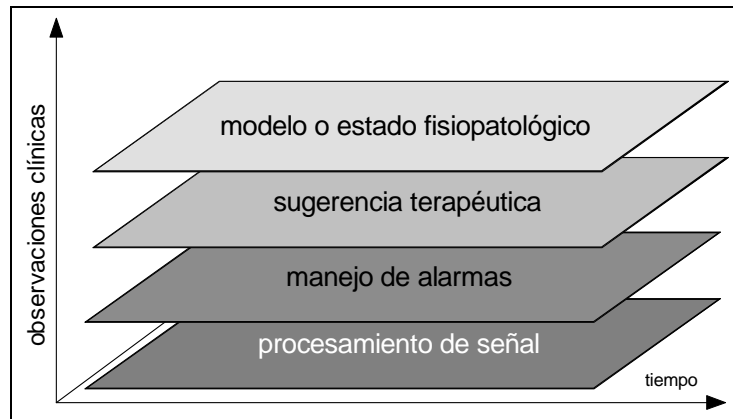 modelo o estado fisiopatológico
sugerencia terapéutica
manejo de alarmas
procesamiento de señal
observaciones clínicas
tiempo